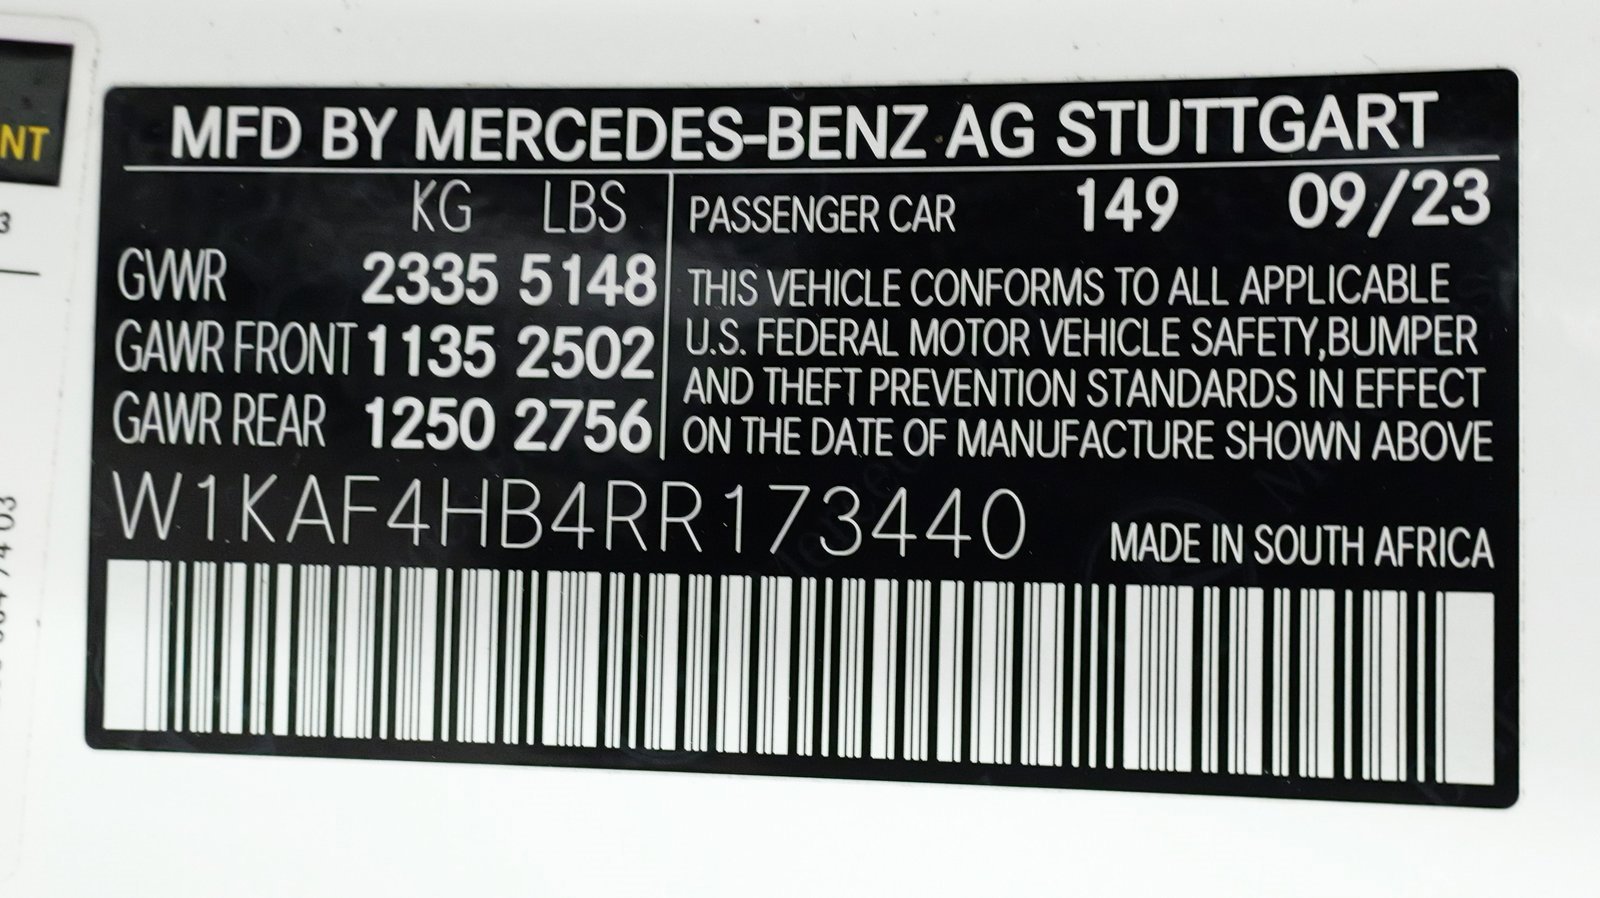 NT
3
MFD BY MERCEDES-BENZ AG STUTTGART
KG LBS
GVWR 2335 5148
GAWR FRONT 1135 2502
GAWR REAR 1250 2756
PASSENGER CAR 149 09/23
THIS VEHICLE CONFORMS TO ALL APPLICABLE
U.S. FEDERAL MOTOR VEHICLE SAFETY,BUMPER
AND THEFT PREVENTION STANDARDS IN EFFECT
ON THE DATE OF MANUFACTURE SHOWN ABOVE
W1KAF4HB4RR173440
MADE IN SOUTH AFRICA